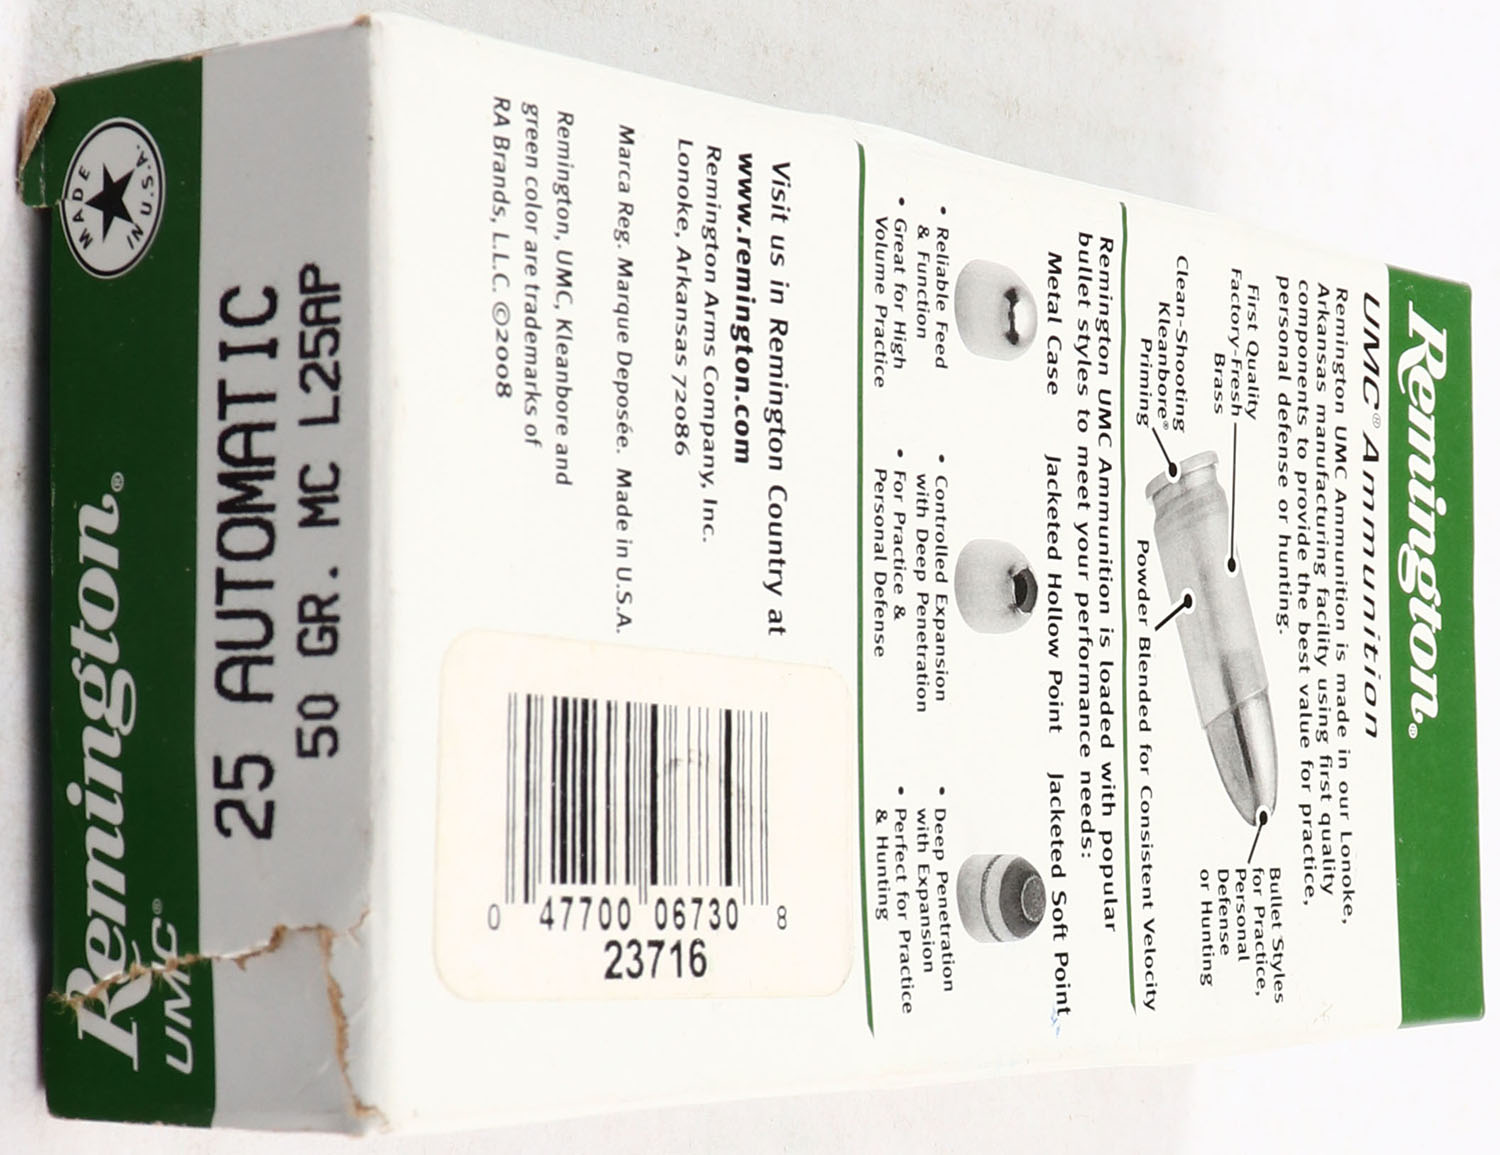 Remington®
UMC® Ammunition
Remington UMC Ammunition is made in our Lonoke,
Arkansas manufacturing facility using first quality
components to provide the best value for practice,
personal defense or hunting.
First Quality
Factory-Fresh
Brass
Clean-Shooting
Kleanbore®
Priming
Powder Blended for Consistent Velocity
Bullet Styles
for Practice,
Personal
Defense
or Hunting
Remington UMC Ammunition is loaded with popular
bullet styles to meet your performance needs:
Metal Case
• Reliable Feed
& Function
• Great for High
Volume Practice
Jacketed Hollow Point
• Controlled Expansion
with Deep Penetration
• For Practice &
Personal Defense
Jacketed Soft Point
• Deep Penetration
with Expansion
• Perfect for Practice
& Hunting
Visit us in Remington Country at
www.remington.com
Remington Arms Company, Inc.
Lonoke, Arkansas 72086
Marca Reg. Marque Deposée. Made in U.S.A.
Remington, UMC, Kleanbore and
green color are trademarks of
RA Brands, L.L.C. ©2008
0 47700 06730 8
23716
25 AUTOMATIC
50 GR. MC L25AP
MADE IN U.S.A.
Remington®
UMC®